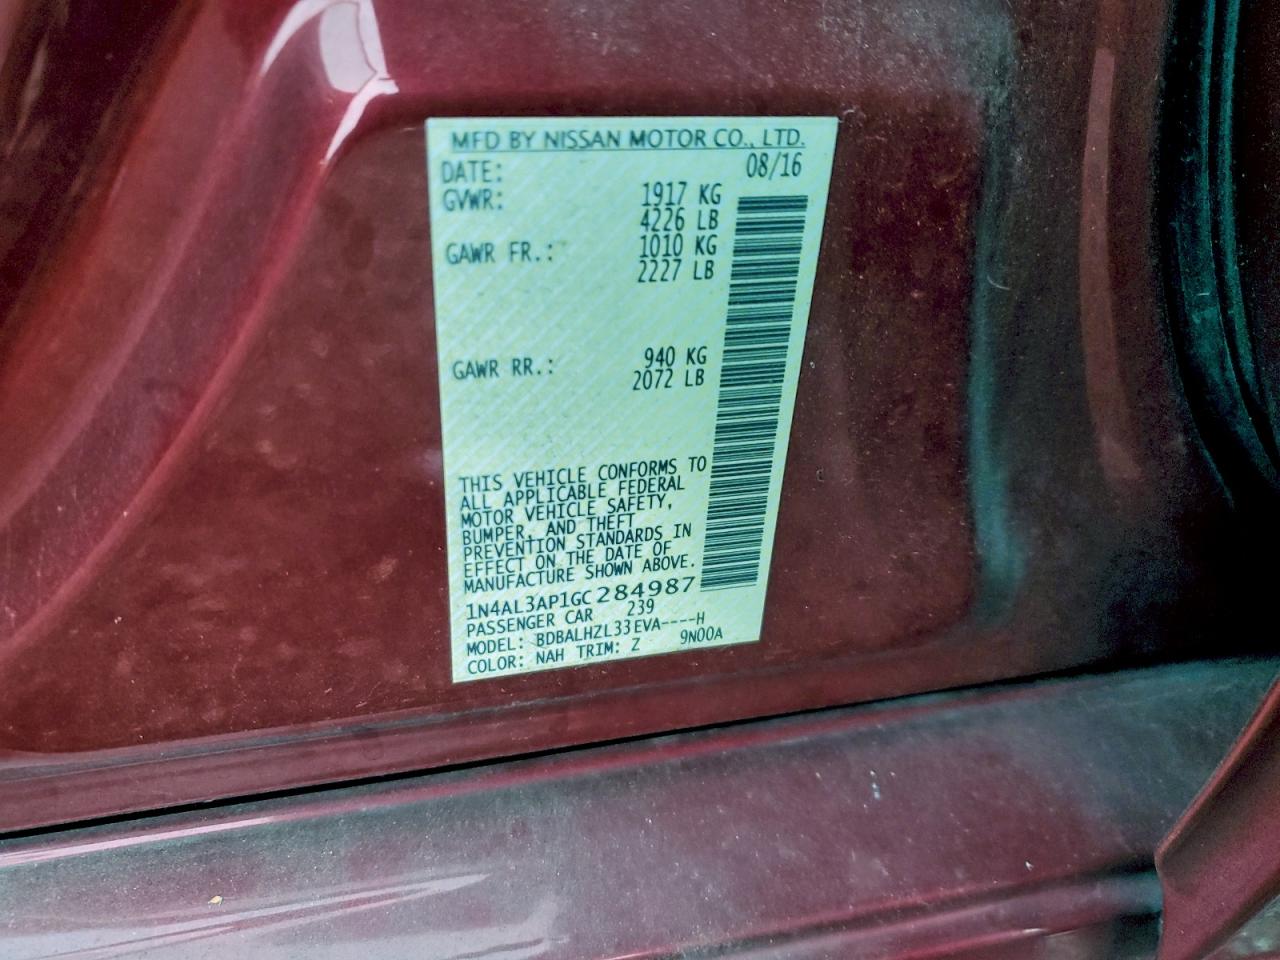 MFD BY NISSAN MOTOR CO., LTD.
DATE: 08/16
GVWR: 1917 KG
4226 LB
GAWR FR.: 1010 KG
2227 LB
GAWR RR.: 940 KG
2072 LB
THIS VEHICLE CONFORMS TO
ALL APPLICABLE FEDERAL
MOTOR VEHICLE SAFETY,
BUMPER, AND THEFT
PREVENTION STANDARDS IN
EFFECT ON THE DATE OF
MANUFACTURE SHOWN ABOVE.
1N4AL3AP1GC284987
PASSENGER CAR 239
MODEL: BDBALHZL33EVA----H
COLOR: NAH TRIM: Z 9N00A